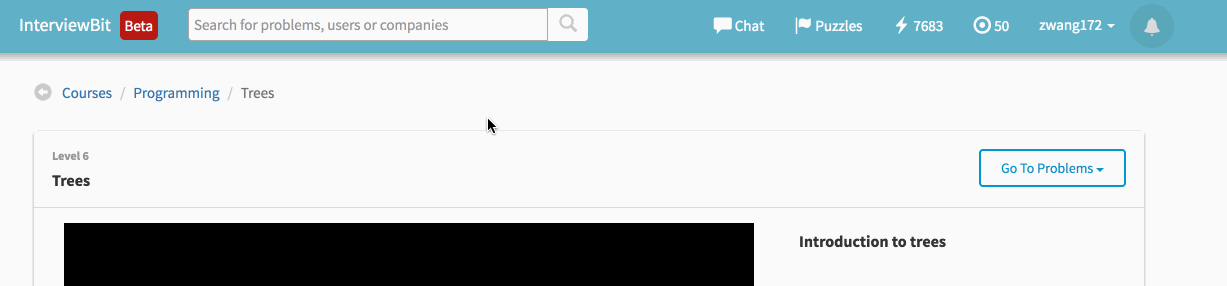 InterviewBit Beta Search for problems, users or companies Chat Puzzles 7683 50 zwang172
Courses / Programming / Trees
Level 6
Trees
Go To Problems
Introduction to trees